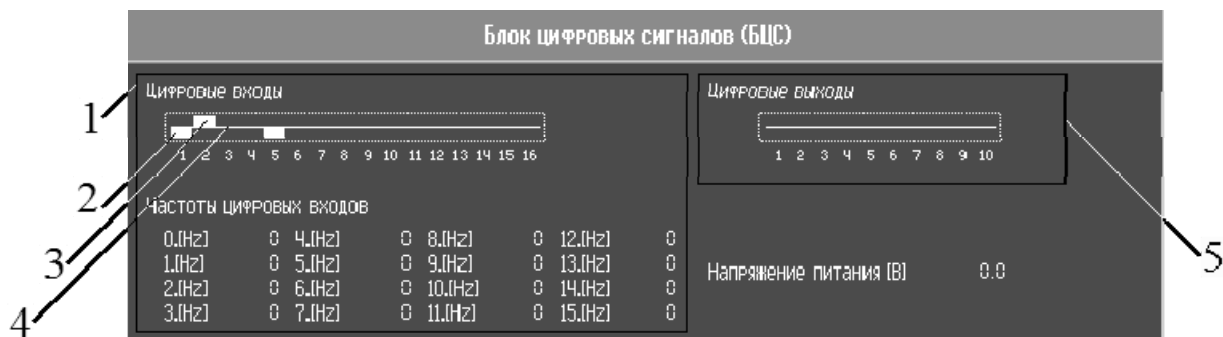 Блок цифровых сигналов (БЦС)
Цифровые входы
Цифровые выходы
1 2 3 4 5 6 7 8 9 10 11 12 13 14 15 16
1 2 3 4 5 6 7 8 9 10
Частоты цифровых входов
0.[Hz] 0 4.[Hz] 0 8.[Hz] 0 12.[Hz] 0
1.[Hz] 0 5.[Hz] 0 9.[Hz] 0 13.[Hz] 0
2.[Hz] 0 6.[Hz] 0 10.[Hz] 0 14.[Hz] 0
3.[Hz] 0 7.[Hz] 0 11.[Hz] 0 15.[Hz] 0
Напряжение питания [В] 0.0
1
2
3
4
5